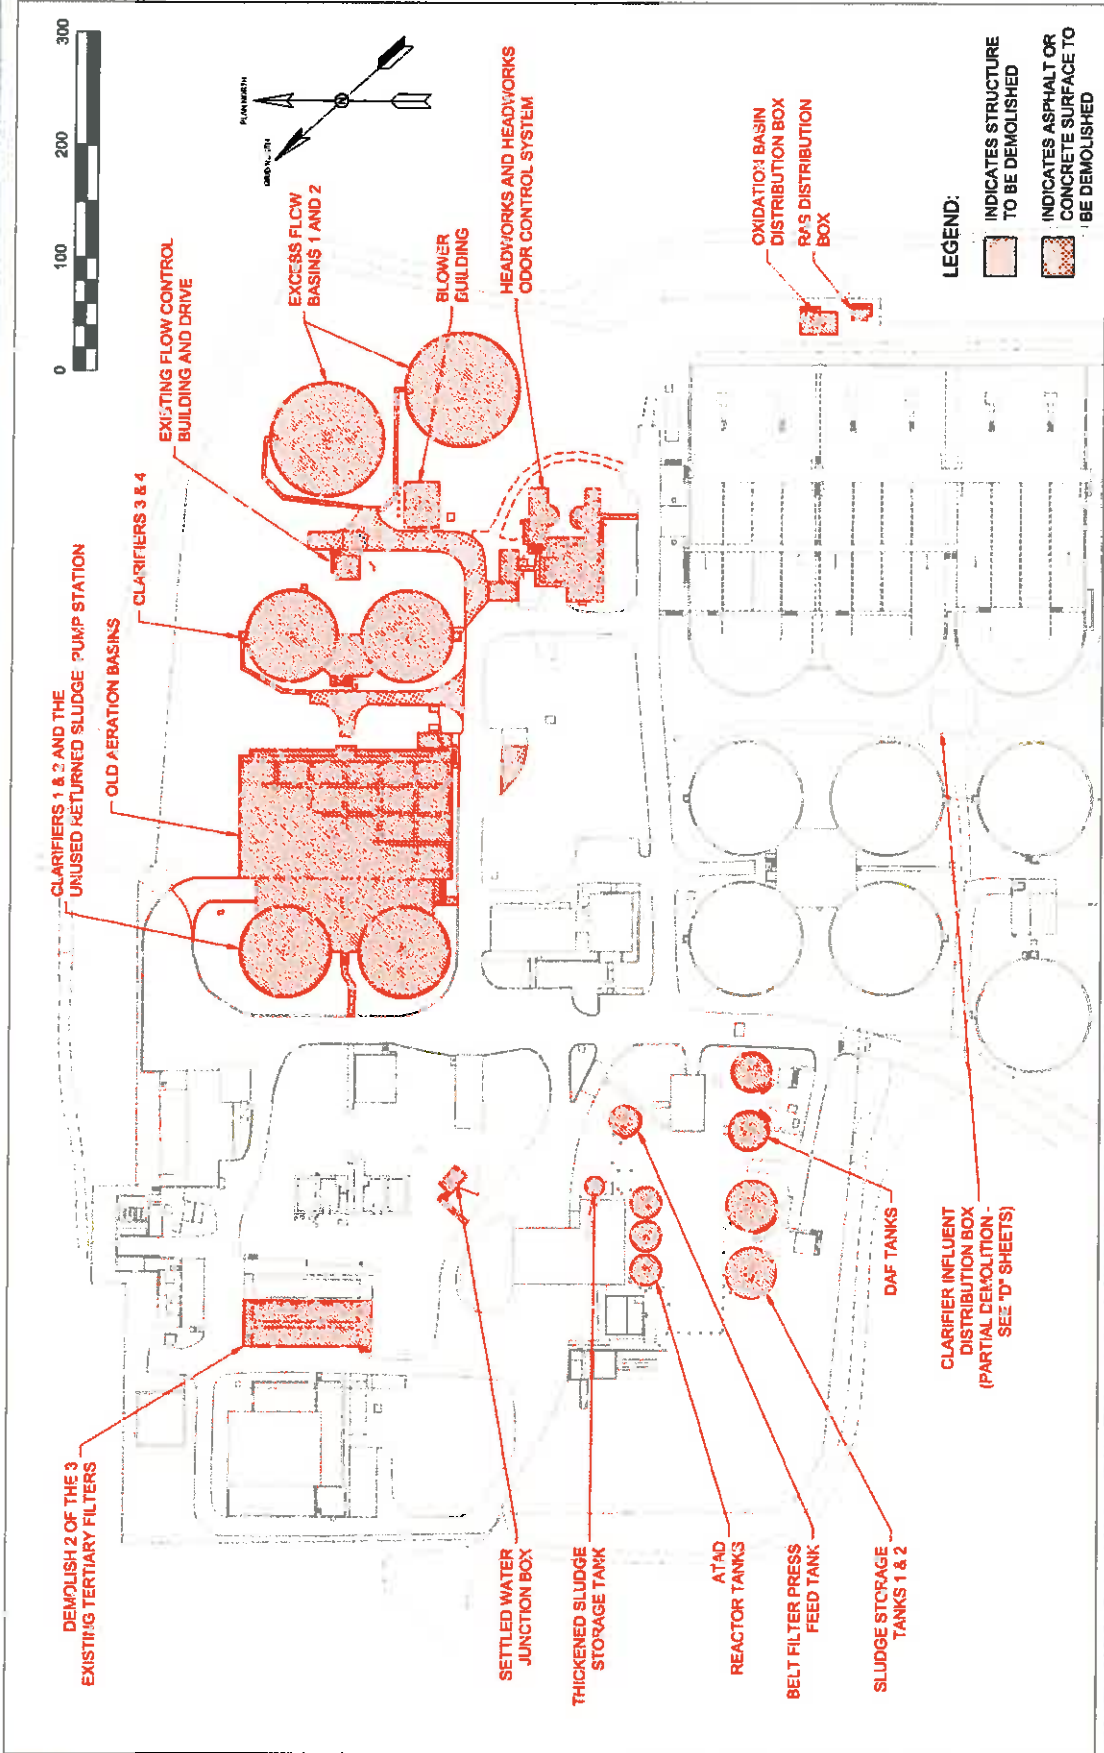 DEMOLISH 2 OF THE 3
EXISTING TERTIARY FILTERS
CLARIFIERS 1 & 2 AND THE
UNUSED RETURNED SLUDGE PUMP STATION
OLD AERATION BASINS
CLARIFIERS 3 & 4
EXISTING FLOW CONTROL
BUILDING AND DRIVE
EXCESS FLOW
BASINS 1 AND 2
BLOWER
BUILDING
HEADWORKS AND HEADWORKS
ODOR CONTROL SYSTEM
0
100
200
300
PLAN NORTH
OXIDATION BASIN
DISTRIBUTION BOX
RAS DISTRIBUTION
BOX
LEGEND:
INDICATES STRUCTURE
TO BE DEMOLISHED
INDICATES ASPHALT OR
CONCRETE SURFACE TO
BE DEMOLISHED
SETTLED WATER
JUNCTION BOX
THICKENED SLUDGE
STORAGE TANK
ATAD
REACTOR TANKS
BELT FILTER PRESS
FEED TANK
SLUDGE STORAGE
TANKS 1 & 2
DAF TANKS
CLARIFIER INFLUENT
DISTRIBUTION BOX
(PARTIAL DEMOLITION -
SEE "D" SHEETS)